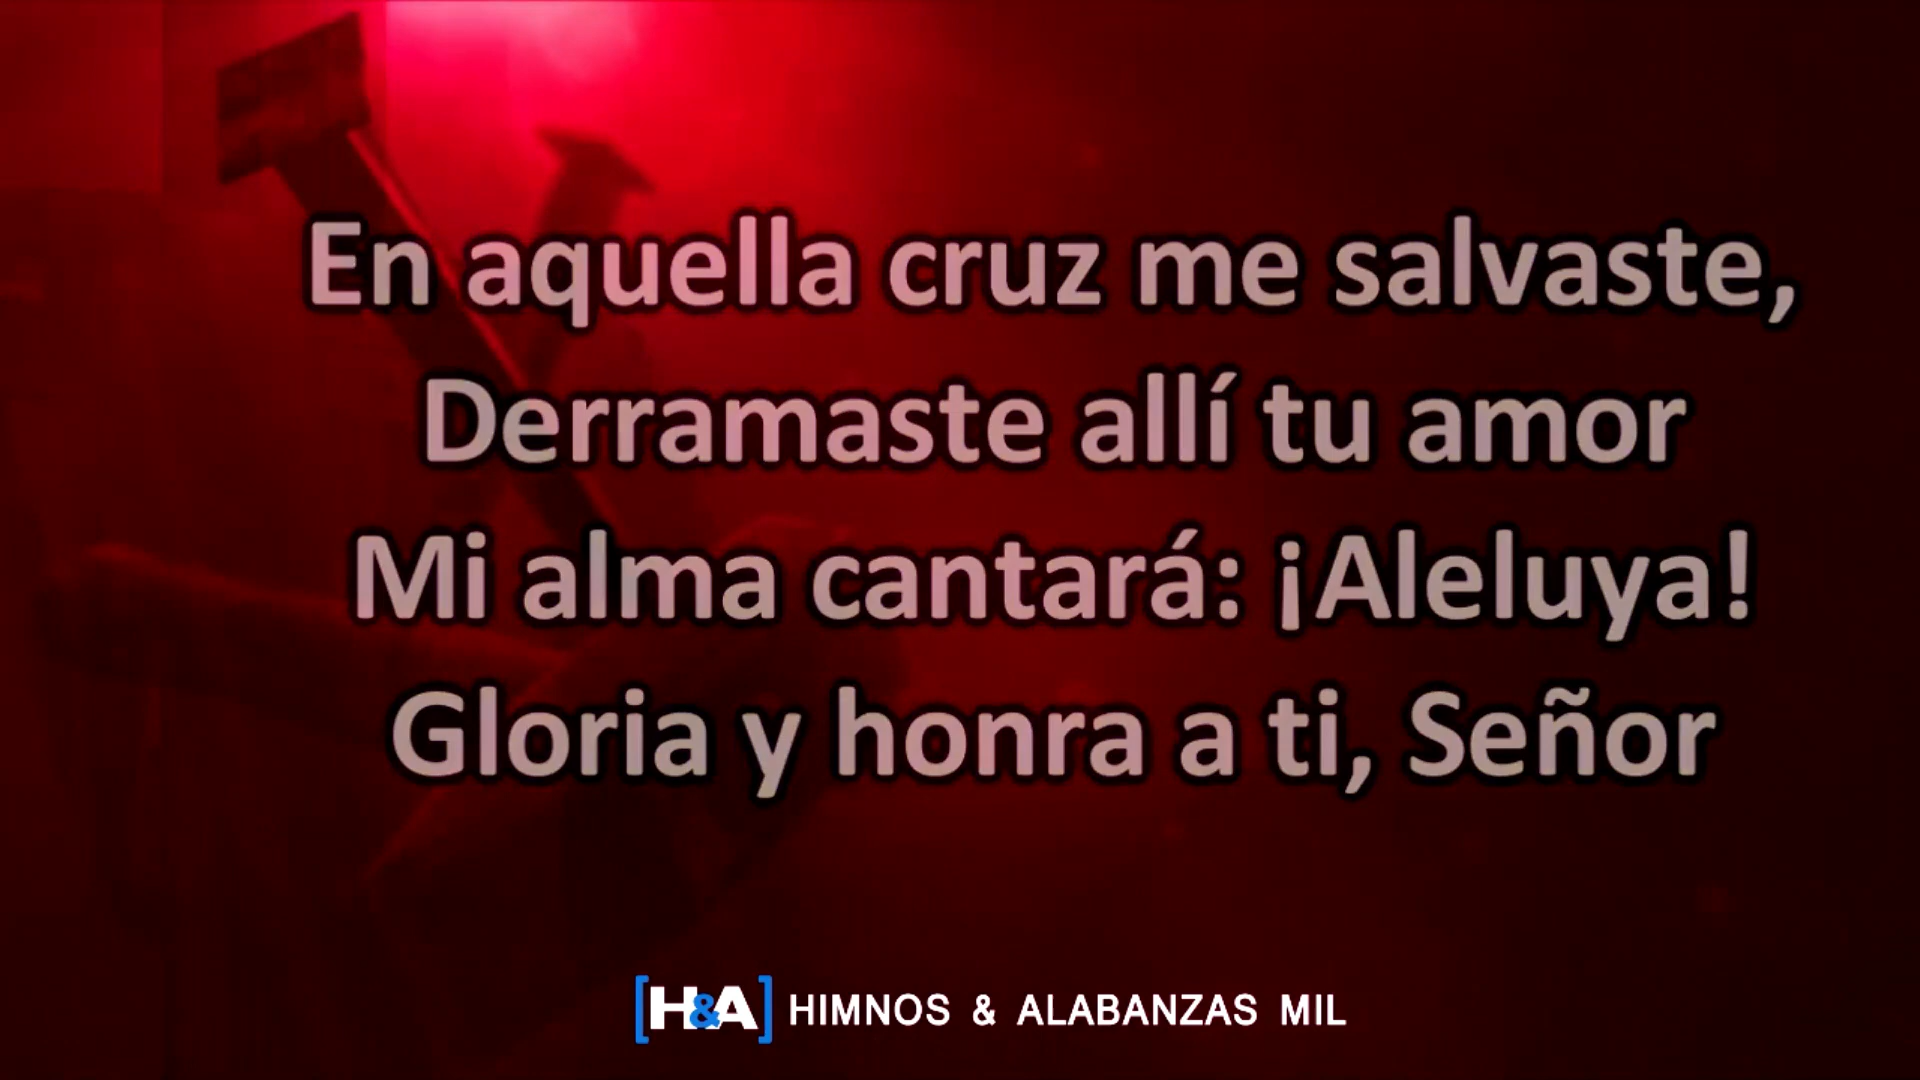 En aquella cruz me salvaste,
Derramaste allí tu amor
Mi alma cantará: ¡Aleluya!
Gloria y honra a ti, Señor
[H&A] HIMNOS & ALABANZAS MIL